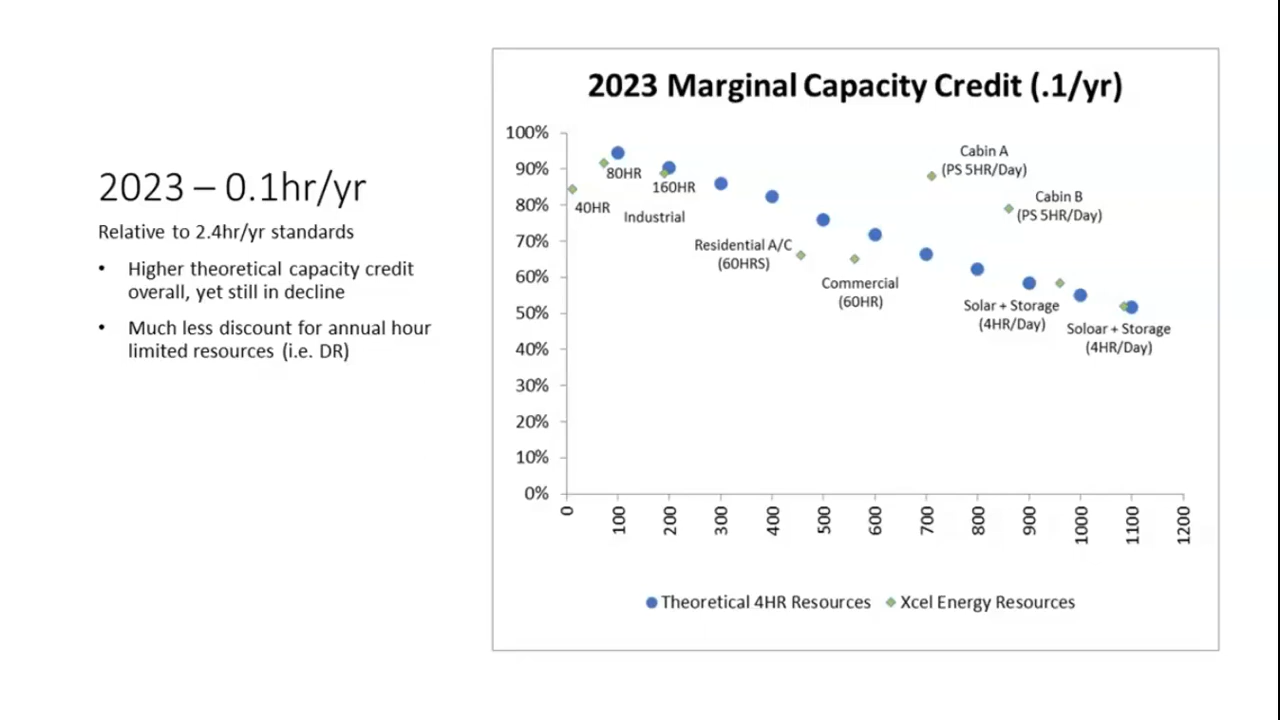 2023 – 0.1hr/yr
Relative to 2.4hr/yr standards
• Higher theoretical capacity credit
overall, yet still in decline
• Much less discount for annual hour
limited resources (i.e. DR)
2023 Marginal Capacity Credit (.1/yr)
100%
90%
80%
70%
60%
50%
40%
30%
20%
10%
0%
40HR
80HR
160HR
Industrial
Residential A/C
(60HRS)
Commercial
(60HR)
Cabin A
(PS 5HR/Day)
Cabin B
(PS 5HR/Day)
Solar + Storage
(4HR/Day)
Soloar + Storage
(4HR/Day)
0
100
200
300
400
500
600
700
800
900
1000
1100
1200
Theoretical 4HR Resources
Xcel Energy Resources